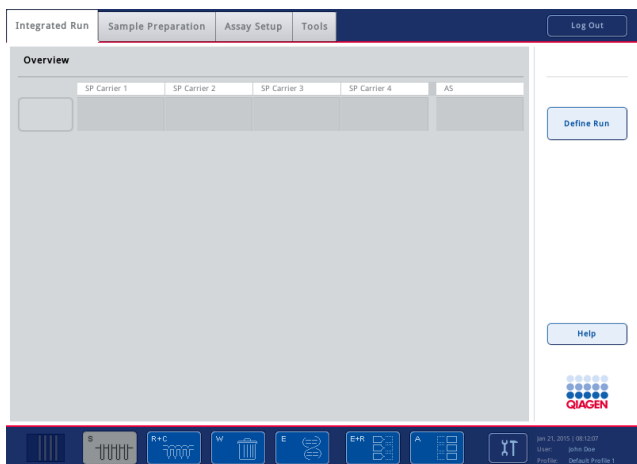 Integrated Run Sample Preparation Assay Setup Tools Log Out
Overview
SP Carrier 1 SP Carrier 2 SP Carrier 3 SP Carrier 4 AS
Define Run
Help
QIAGEN
S R+C W E E+R A
Jan 21, 2015 | 08:12:07
User: John Doe
Profile: Default Profile 1